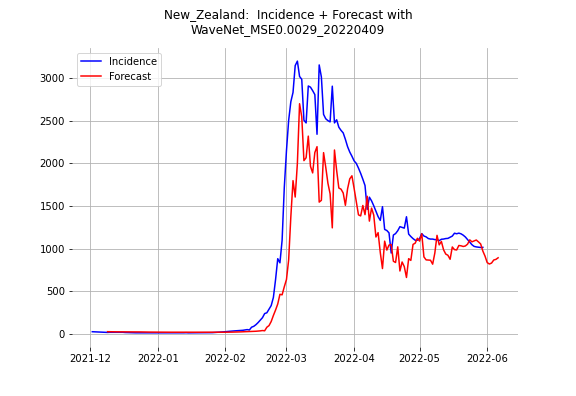 New_Zealand:  Incidence + Forecast with
WaveNet_MSE0.0029_20220409
Incidence
Forecast
3000
2500
2000
1500
1000
500
0
2021-12 2022-01 2022-02 2022-03 2022-04 2022-05 2022-06